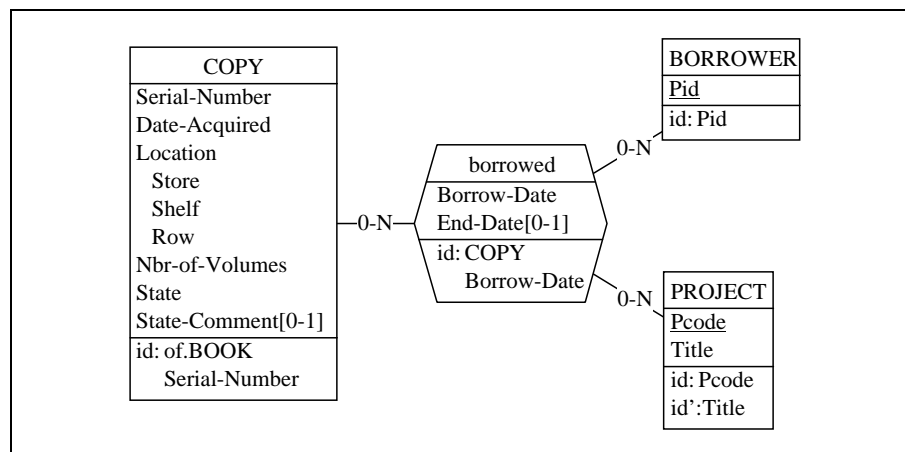 COPY
Serial-Number
Date-Acquired
Location
Store
Shelf
Row
Nbr-of-Volumes
State
State-Comment[0-1]
id: of.BOOK
Serial-Number
0-N
borrowed
Borrow-Date
End-Date[0-1]
id: COPY
Borrow-Date
0-N
BORROWER
Pid
id: Pid
0-N
PROJECT
Pcode
Title
id: Pcode
id’:Title